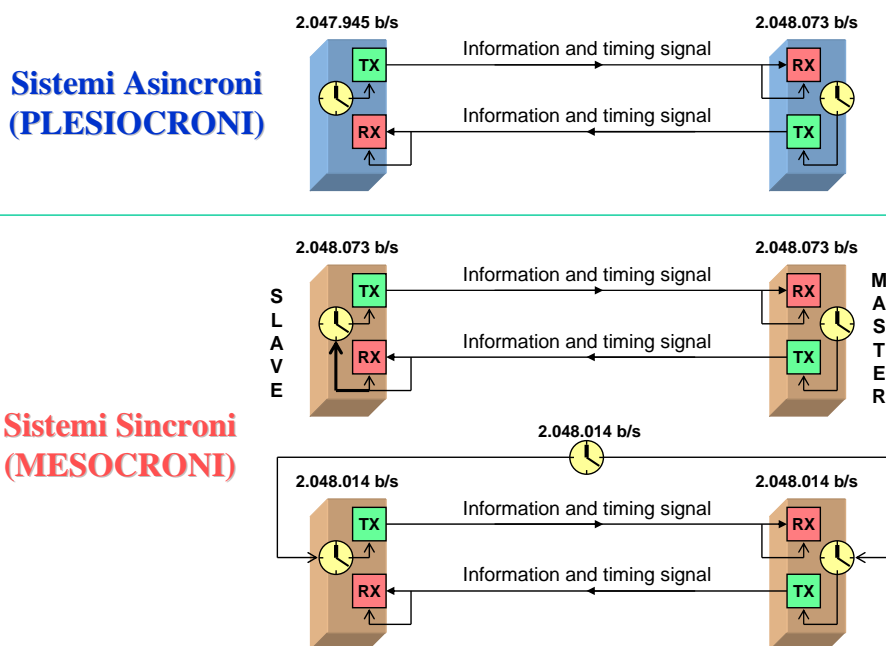 2.047.945 b/s
2.048.073 b/s
Sistemi Asincroni
(PLESIOCRONI)
TX
Information and timing signal
RX
RX
Information and timing signal
TX
2.048.073 b/s
2.048.073 b/s
SLAVE
TX
Information and timing signal
RX
MASTER
RX
Information and timing signal
TX
Sistemi Sincroni
(MESOCRONI)
2.048.014 b/s
2.048.014 b/s
2.048.014 b/s
TX
Information and timing signal
RX
RX
Information and timing signal
TX